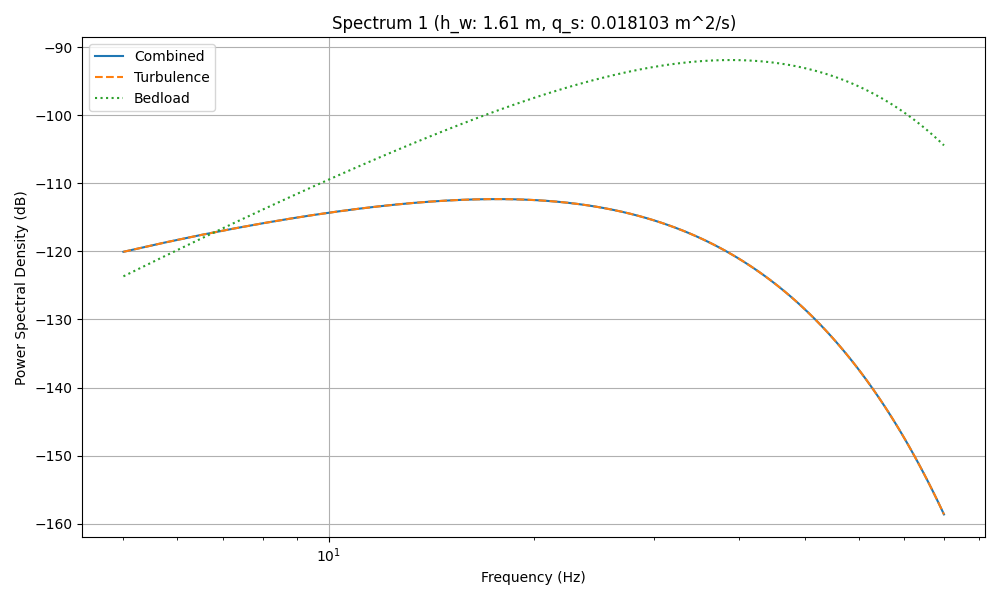 Spectrum 1 (h_w: 1.61 m, q_s: 0.018103 m^2/s)
Combined
Turbulence
Bedload
Power Spectral Density (dB)
−90
−100
−110
−120
−130
−140
−150
−160
10¹
Frequency (Hz)